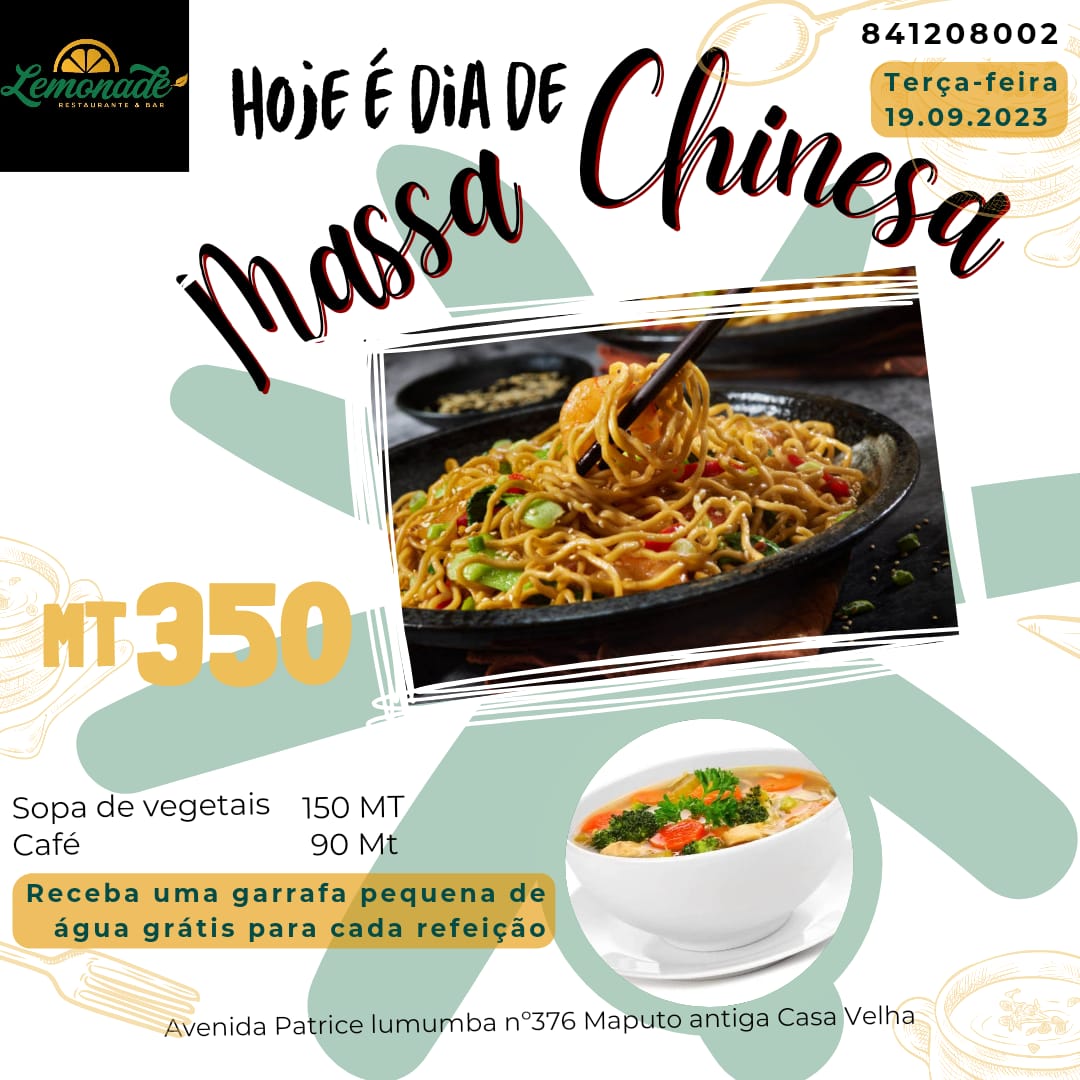 Lemonade
RESTAURANTE & BAR
841208002
Terça-feira
19.09.2023
HOJE É DIA DE
Massa Chinesa
MT350
Sopa de vegetais 150 MT
Café 90 Mt
Receba uma garrafa pequena de
água grátis para cada refeição
Avenida Patrice lumumba nº376 Maputo antiga Casa Velha